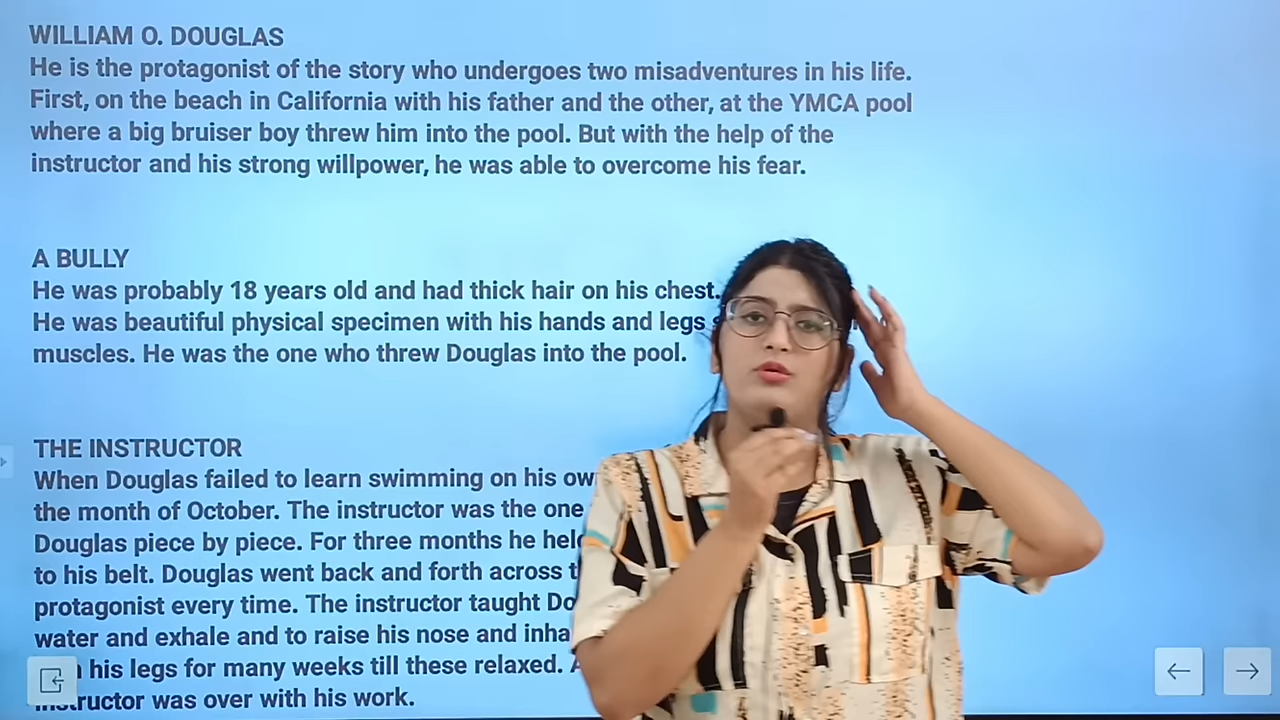 WILLIAM O. DOUGLAS
He is the protagonist of the story who undergoes two misadventures in his life.
First, on the beach in California with his father and the other, at the YMCA pool
where a big bruiser boy threw him into the pool. But with the help of the
instructor and his strong willpower, he was able to overcome his fear.
A BULLY
He was probably 18 years old and had thick hair on his chest.
He was beautiful physical specimen with his hands and legs
muscles. He was the one who threw Douglas into the pool.
THE INSTRUCTOR
When Douglas failed to learn swimming on his
the month of October. The instructor was the one
Douglas piece by piece. For three months he
to his belt. Douglas went back and forth across
protagonist every time. The instructor taught
water and exhale and to raise his nose and
his legs for many weeks till these relaxed.
was over with his work.